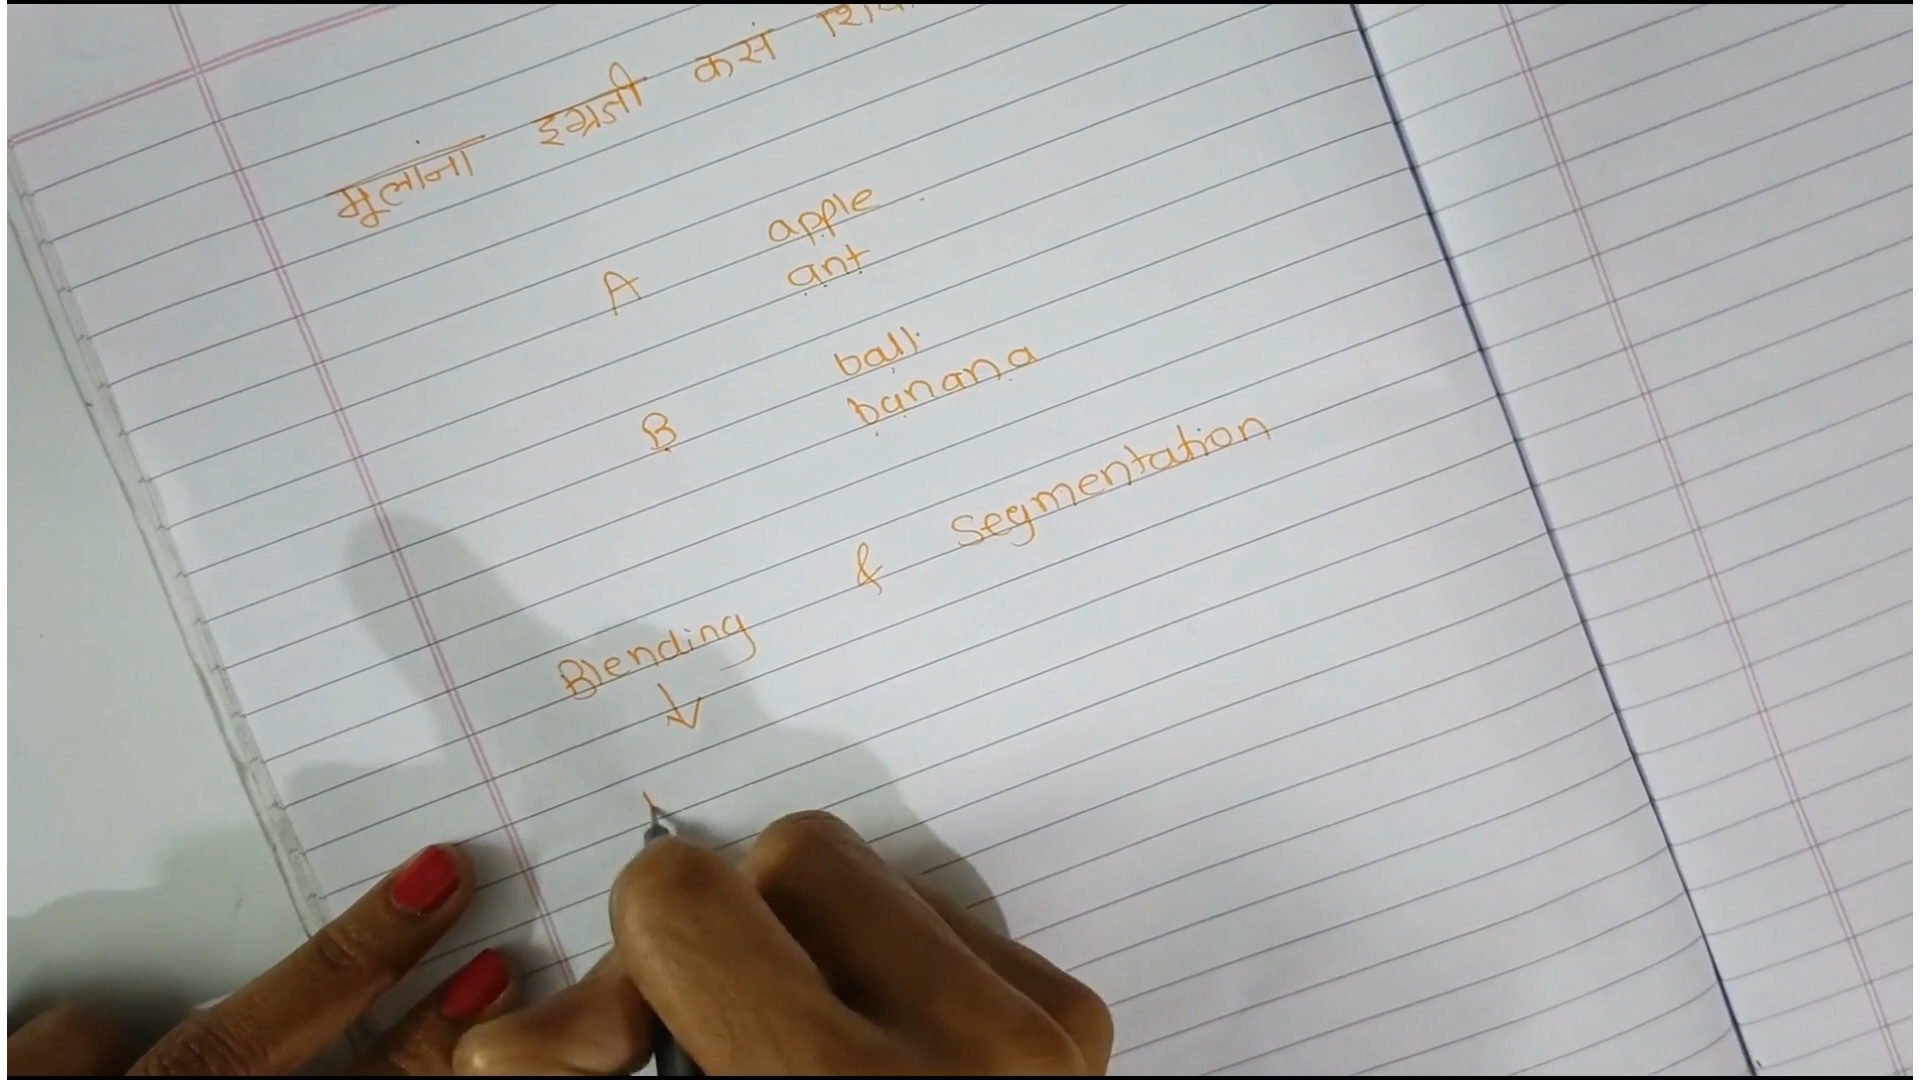 मुलांना इंग्रजी कसं
A apple
ant
B ball
banana
Blending & Segmentation